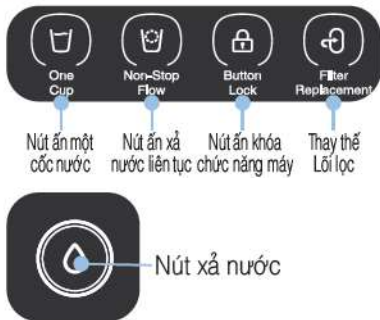 One Cup
Non-Stop Flow
Button Lock
Filter Replacement
Nút ấn một cốc nước
Nút ấn xả nước liên tục
Nút ấn khóa chức năng máy
Thay thế Lõi lọc
Nút xả nước